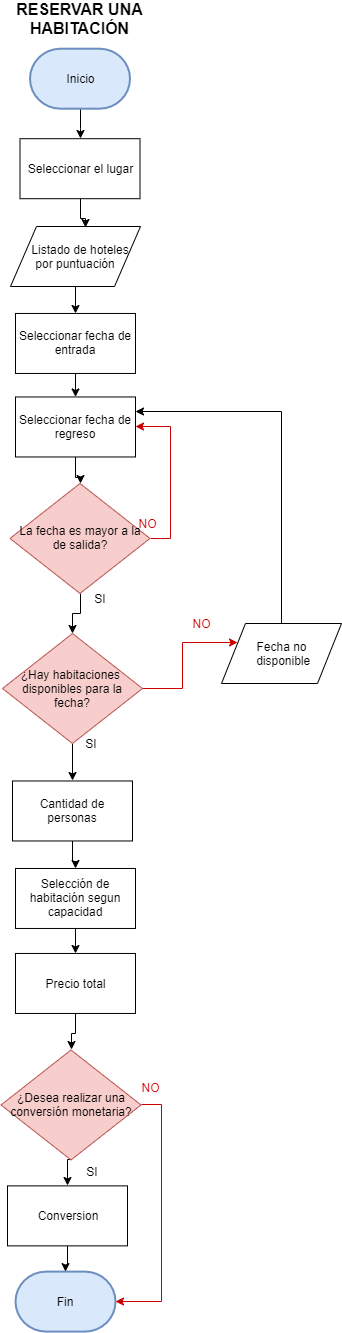 RESERVAR UNA
HABITACIÓN
Inicio
Seleccionar el lugar
Listado de hoteles
por puntuación
Seleccionar fecha de
entrada
Seleccionar fecha de
regreso
La fecha es mayor a la
de salida?
NO
SI
¿Hay habitaciones
disponibles para la
fecha?
NO
Fecha no
disponible
SI
Cantidad de
personas
Selección de
habitación segun
capacidad
Precio total
¿Desea realizar una
conversión monetaria?
NO
SI
Conversion
Fin